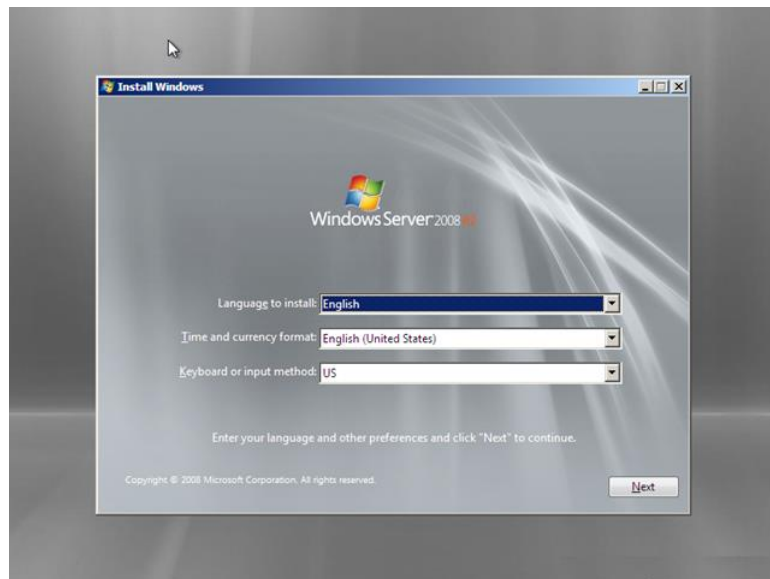 Install Windows
Windows Server 2008 R2
Language to install: English
Time and currency format: English (United States)
Keyboard or input method: US
Enter your language and other preferences and click "Next" to continue.
Copyright © 2008 Microsoft Corporation. All rights reserved.
Next